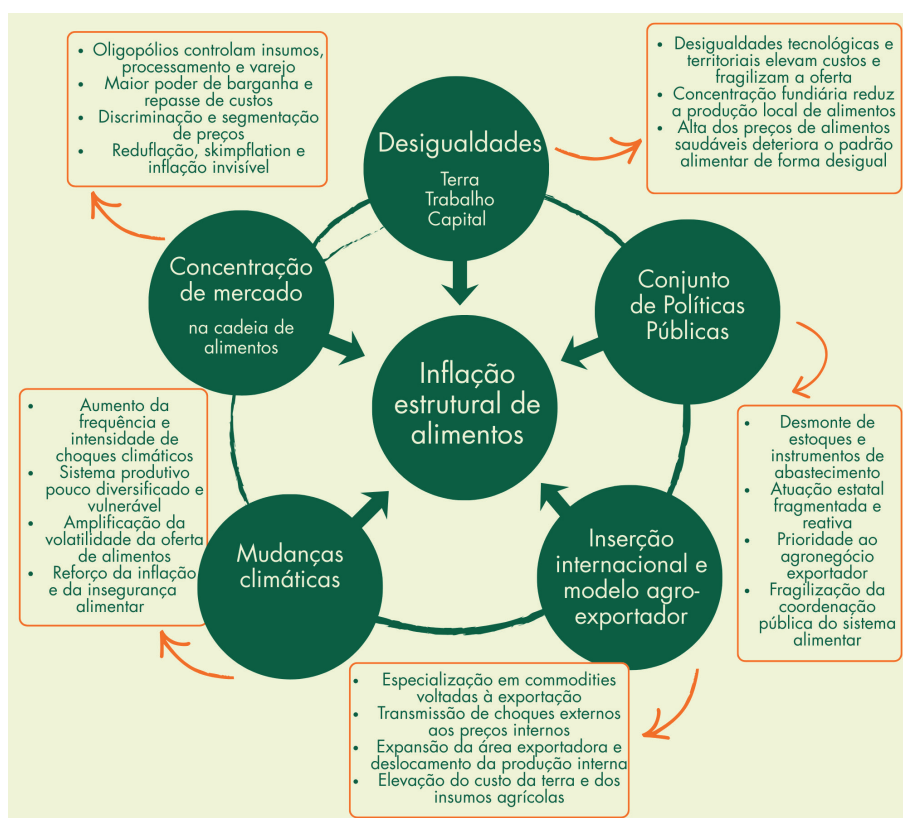 • Oligopólios controlam insumos,
processamento e varejo
• Maior poder de barganha e
repasse de custos
• Discriminação e segmentação
de preços
• Reduflação, skimpflation e
inflação invisível
Desigualdades
Terra
Trabalho
Capital
• Desigualdades tecnológicas e
territoriais elevam custos e
fragilizam a oferta
• Concentração fundiária reduz
a produção local de alimentos
• Alta dos preços de alimentos
saudáveis deteriora o padrão
alimentar de forma desigual
Concentração
de mercado
na cadeia de
alimentos
Conjunto
de Políticas
Públicas
Inflação
estrutural de
alimentos
• Aumento da
frequência e
intensidade de
choques climáticos
• Sistema produtivo
pouco diversificado e
vulnerável
• Amplificação da
volatilidade da oferta
de alimentos
• Reforço da inflação
e da insegurança
alimentar
• Desmonte de
estoques e
instrumentos de
abastecimento
• Atuação estatal
fragmentada e
reativa
• Prioridade ao
agronegócio
exportador
• Fragilização da
coordenação
pública do sistema
alimentar
Mudanças
climáticas
Inserção
internacional e
modelo agro-
exportador
• Especialização em commodities
voltadas à exportação
• Transmissão de choques externos
aos preços internos
• Expansão da área exportadora e
deslocamento da produção interna
• Elevação do custo da terra e dos
insumos agrícolas